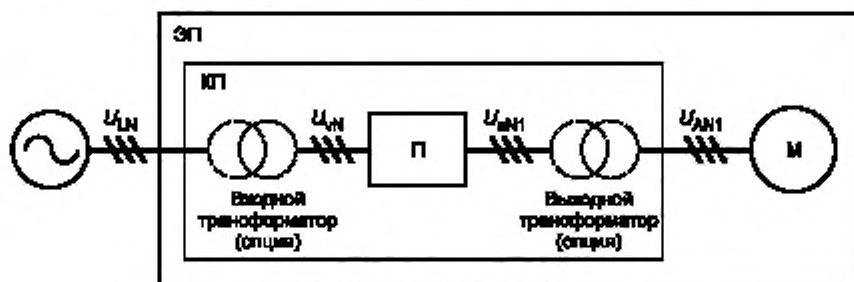 ЭП
КП
U_LN
U_vN
U_aN1
U_AN1
П
М
Входной
трансформатор
(опция)
Выходной
трансформатор
(опция)